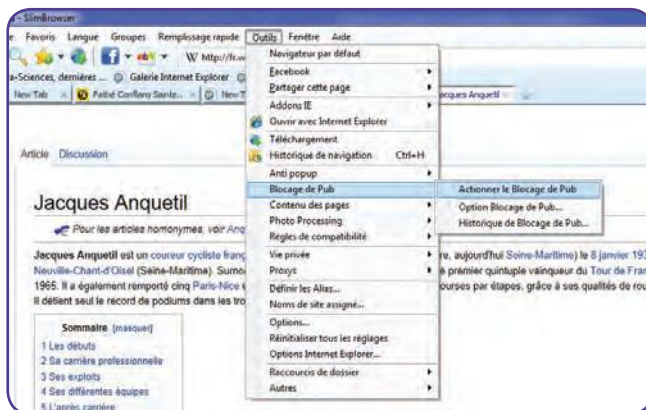 - SlimBrowser
e Favoris Langue Groupes Remplissage rapide Outils Fenêtre Aide
W http://fr.w
a-Sciences, dernières ... Galerie Internet Explorer
New Tab Pathé Conflans Sainte... New T
Jacques Anquetil
Navigateur par défaut
Facebook
Partager cette page
Addons IE
Ouvrir avec Internet Explorer
Téléchargement
Historique de navigation Ctrl+H
Anti popup
Blocage de Pub
Contenu des pages
Photo Processing
Règles de compatibilité
Vie privée
Proxys
Définir les Alias...
Noms de site assigné...
Options...
Réinitialiser tous les réglages
Options Internet Explorer...
Raccourcis de dossier
Autres
Actionner le Blocage de Pub
Option Blocage de Pub...
Historique de Blocage de Pub...
Article Discussion
Jacques Anquetil
Pour les articles homonymes, voir Anq
Jacques Anquetil est un coureur cycliste franç re, aujourd'hui Seine-Maritime) le 8 janvier 193
Neuville-Chant-d'Oisel (Seine-Maritime). Surno premier quintuple vainqueur du Tour de Fran
1965. Il a également remporté cinq Paris-Nice ourses par étapes, grâce à ses qualités de rou
Il détient seul le record de podiums dans les tro
Sommaire [masquer]
1 Les débuts
2 Sa carrière professionnelle
3 Ses exploits
4 Ses différentes équipes
5 L'après carrière